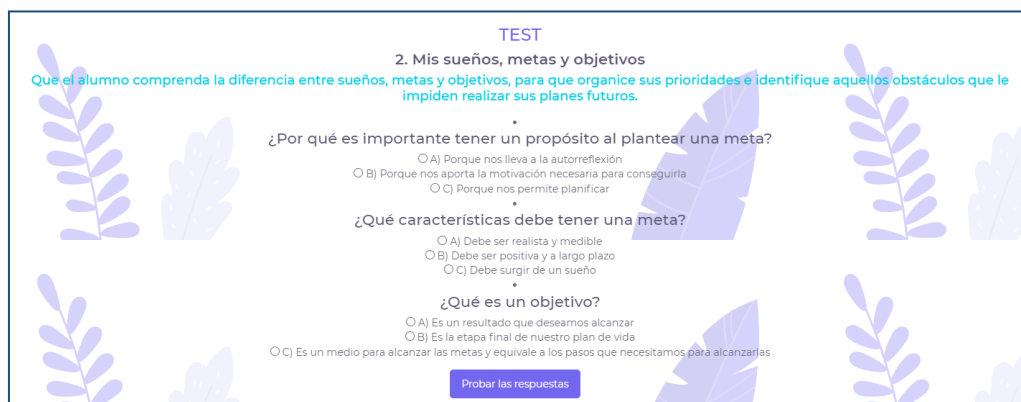 TEST
2. Mis sueños, metas y objetivos
Que el alumno comprenda la diferencia entre sueños, metas y objetivos, para que organice sus prioridades e identifique aquellos obstáculos que le
impiden realizar sus planes futuros.
¿Por qué es importante tener un propósito al plantear una meta?
A) Porque nos lleva a la autorreflexión
B) Porque nos aporta la motivación necesaria para conseguirla
C) Porque nos permite planificar
¿Qué características debe tener una meta?
A) Debe ser realista y medible
B) Debe ser positiva y a largo plazo
C) Debe surgir de un sueño
¿Qué es un objetivo?
A) Es un resultado que deseamos alcanzar
B) Es la etapa final de nuestro plan de vida
C) Es un medio para alcanzar las metas y equivale a los pasos que necesitamos para alcanzarlas
Probar las respuestas